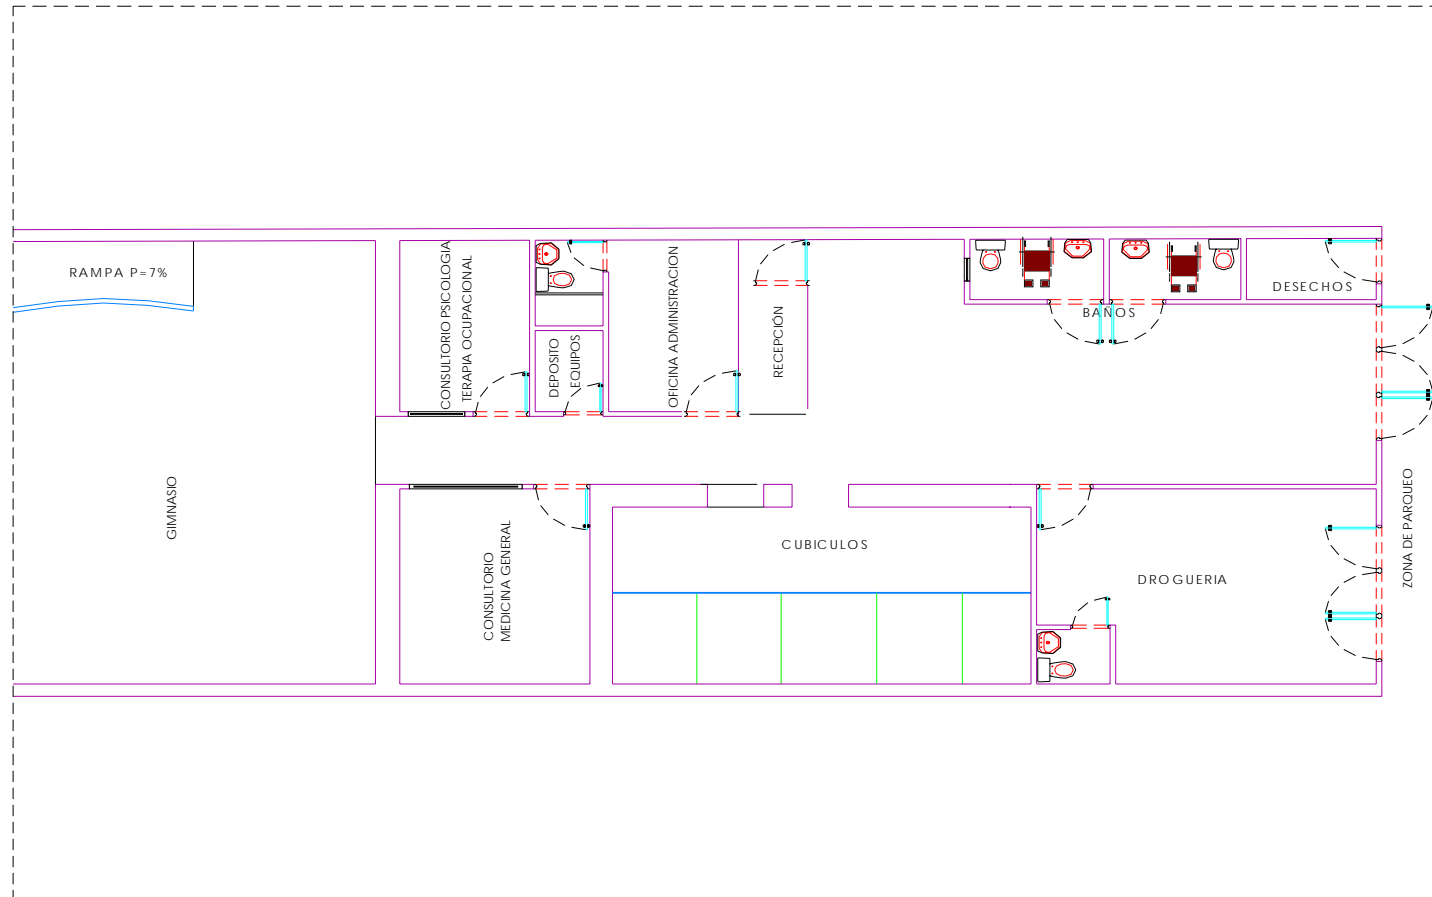 RAMPA P=7%
CONSULTORIO PSICOLOGIA
TERAPIA OCUPACIONAL
DEPOSITO
EQUIPOS
OFICINA ADMINISTRACION
RECEPCIÓN
BAÑOS
DESECHOS
GIMNASIO
CONSULTORIO
MEDICINA GENERAL
CUBICULOS
DROGUERIA
ZONA DE PARQUEO